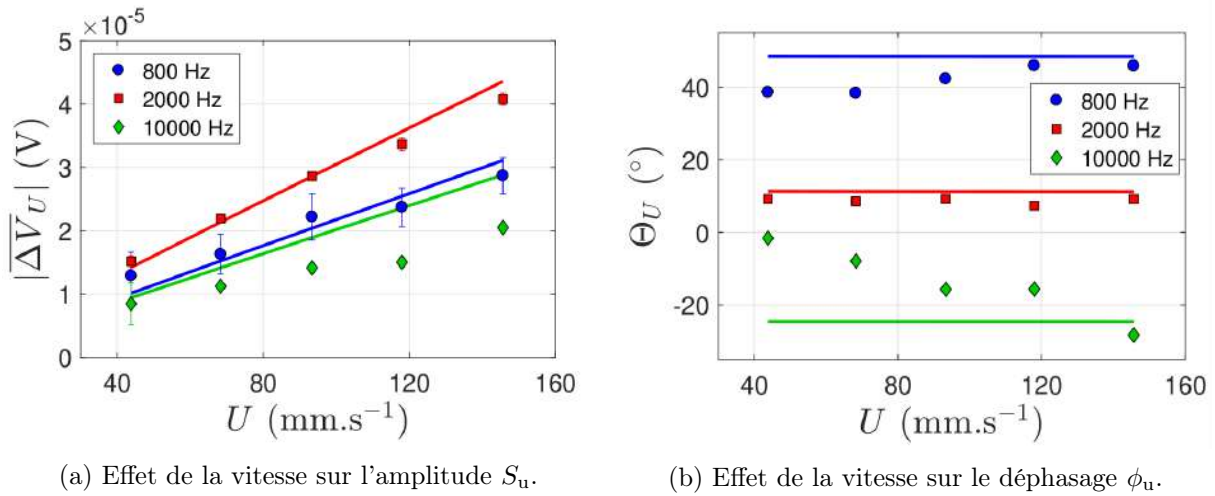 ×10⁻⁵
5
4
3
2
1
0
800 Hz
2000 Hz
10000 Hz
|ΔV̅_U| (V)
40 80 120 160
U (mm.s⁻¹)
(a) Effet de la vitesse sur l'amplitude Sᵤ.
40
20
0
-20
800 Hz
2000 Hz
10000 Hz
Θ_U (°)
40 80 120 160
U (mm.s⁻¹)
(b) Effet de la vitesse sur le déphasage ϕᵤ.